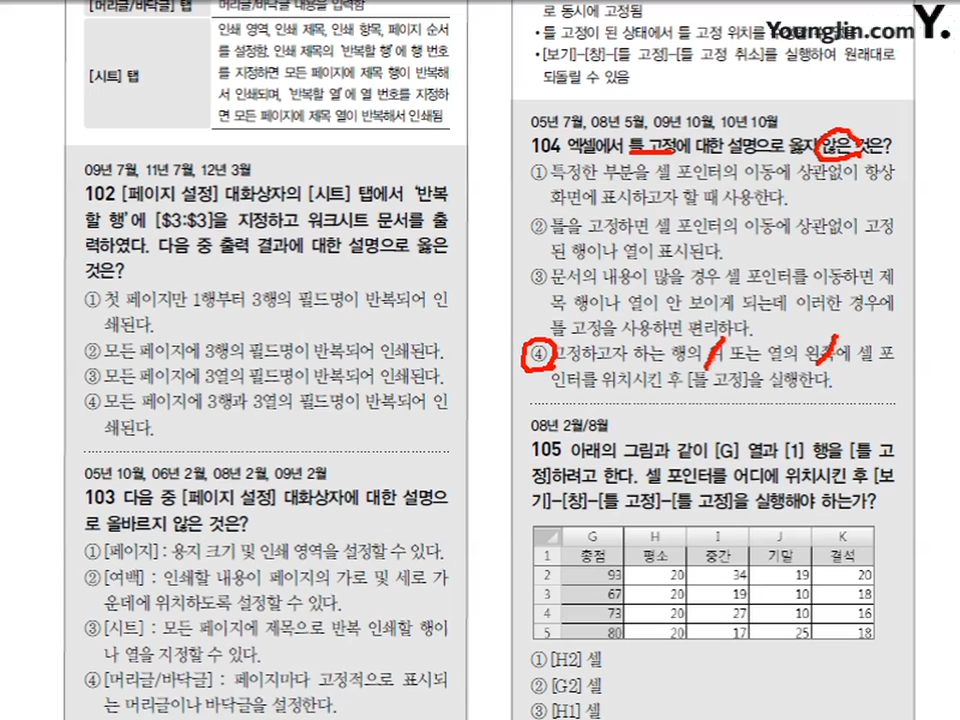 [머리글/바닥글] 탭
머리글/바닥글 내용을 입력함
[시트] 탭
인쇄 영역, 인쇄 제목, 인쇄 항목, 페이지 순서
를 설정함, 인쇄 제목의 '반복할 행'에 행 번호
를 지정하면 모든 페이지에 제목 행이 반복해
서 인쇄되며, '반복할 열'에 열 번호를 지정하
면 모든 페이지에 제목 열이 반복해서 인쇄됨
09년 7월, 11년 7월, 12년 3월
102 [페이지 설정] 대화상자의 [시트] 탭에서 '반복
할 행'에 [$3:$3]을 지정하고 워크시트 문서를 출
력하였다. 다음 중 출력 결과에 대한 설명으로 옳은
것은?
① 첫 페이지만 1행부터 3행의 필드명이 반복되어 인
쇄된다.
② 모든 페이지에 3행의 필드명이 반복되어 인쇄된다.
③ 모든 페이지에 3열의 필드명이 반복되어 인쇄된다.
④ 모든 페이지에 3행과 3열의 필드명이 반복되어 인
쇄된다.
05년 10월, 06년 2월, 08년 2월, 09년 2월
103 다음 중 [페이지 설정] 대화상자에 대한 설명으
로 올바르지 않은 것은?
① [페이지] : 용지 크기 및 인쇄 영역을 설정할 수 있다.
② [여백] : 인쇄할 내용이 페이지의 가로 및 세로 가
운데에 위치하도록 설정할 수 있다.
③ [시트] : 모든 페이지에 제목으로 반복 인쇄할 행이
나 열을 지정할 수 있다.
④ [머리글/바닥글] : 페이지마다 고정적으로 표시되
는 머리글이나 바닥글을 설정한다.
로 동시에 고정됨
• 틀 고정이 된 상태에서 틀 고정 위치를
• [보기]-[창]-[틀 고정]-[틀 고정 취소]를 실행하여 원래대로
되돌릴 수 있음
Younglin.com Y.
05년 7월, 08년 5월, 09년 10월, 10년 10월
104 엑셀에서 틀 고정에 대한 설명으로 옳지 않은 것은?
① 특정한 부분을 셀 포인터의 이동에 상관없이 항상
화면에 표시하고자 할 때 사용한다.
② 틀을 고정하면 셀 포인터의 이동에 상관없이 고정
된 행이나 열이 표시된다.
③ 문서의 내용이 많을 경우 셀 포인터를 이동하면 제
목 행이나 열이 안 보이게 되는데 이러한 경우에
틀 고정을 사용하면 편리하다.
④ 고정하고자 하는 행의 위 또는 열의 왼쪽에 셀 포
인터를 위치시킨 후 [틀 고정]을 실행한다.
08년 2월/8월
105 아래의 그림과 같이 [G] 열과 [1] 행을 [틀 고
정]하려고 한다. 셀 포인터를 어디에 위치시킨 후 [보
기]-[창]-[틀 고정]-[틀 고정]을 실행해야 하는가?
G H I J K
1 총점 평소 중간 기말 결석
2 93 20 34 19 20
3 67 20 19 10 18
4 73 20 27 10 16
5 80 20 17 25 18
① [H2] 셀
② [G2] 셀
③ [H1] 셀